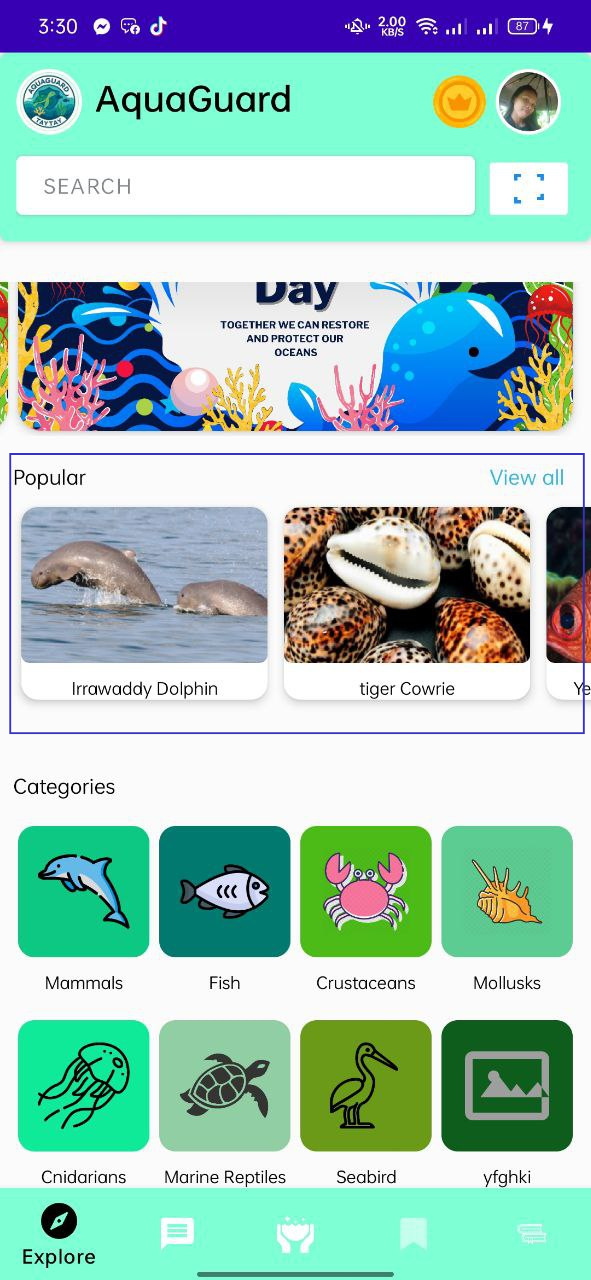 3:30
2.00
KB/S
87
AQUAGUARD
TAYTAY
AquaGuard
SEARCH
Day
TOGETHER WE CAN RESTORE
AND PROTECT OUR
OCEANS
Popular
View all
Irrawaddy Dolphin
tiger Cowrie
Ye
Categories
Mammals
Fish
Crustaceans
Mollusks
Cnidarians
Marine Reptiles
Seabird
yfghki
Explore